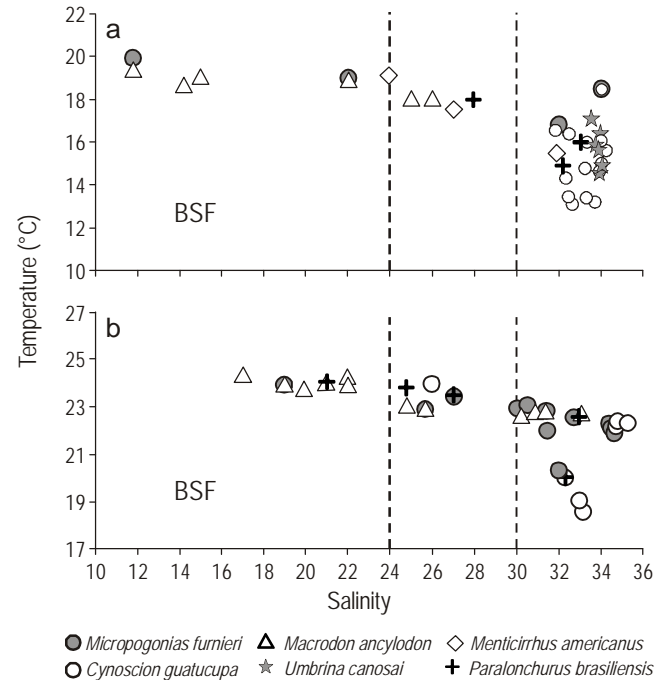 a
22
20
18
16
14
12
10
BSF
Temperature (°C)
b
27
25
23
21
19
17
BSF
10 12 14 16 18 20 22 24 26 28 30 32 34 36
Salinity
Micropogonias furnieri Macrodon ancylodon Menticirrhus americanus
Cynoscion guatucupa Umbrina canosai Paralonchurus brasiliensis